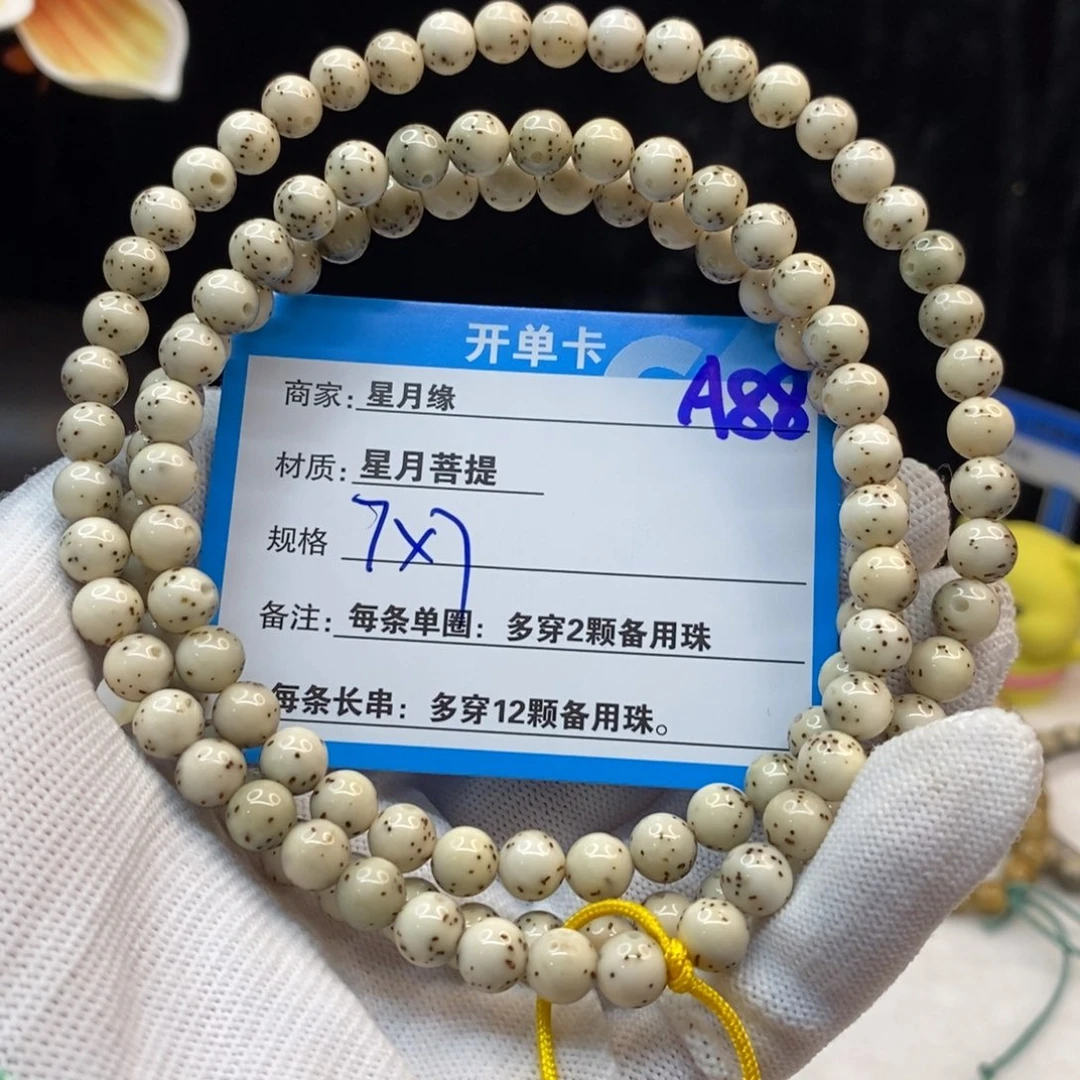 开单卡
A88
商家：星月缘
材质：星月菩提
规格 7x7
备注：每条单圈：多穿2颗备用珠
每条长串：多穿12颗备用珠。